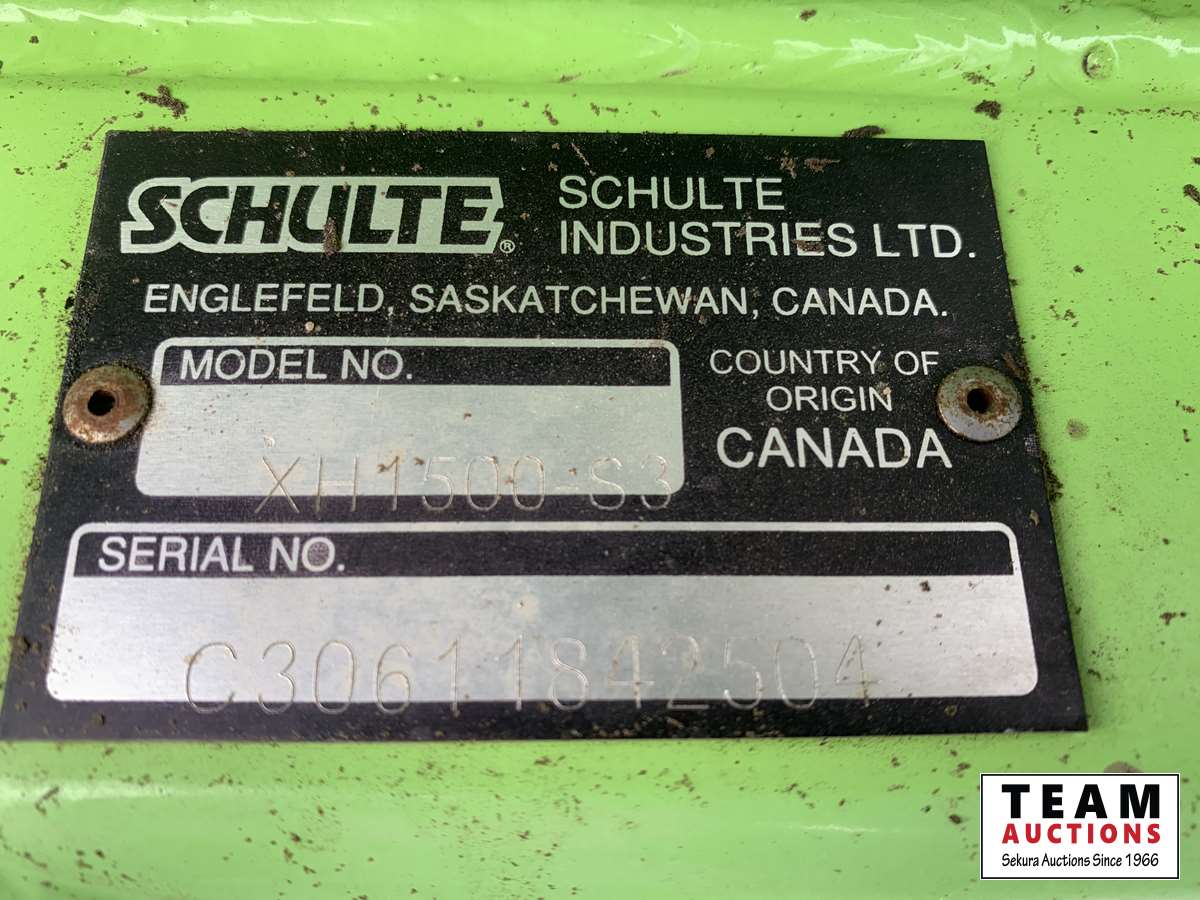 SCHULTE®
SCHULTE
INDUSTRIES LTD.
ENGLEFELD, SASKATCHEWAN, CANADA.
MODEL NO.
XH1500-S3
COUNTRY OF
ORIGIN
CANADA
SERIAL NO.
C30611842504
TEAM
AUCTIONS
Sekura Auctions Since 1966